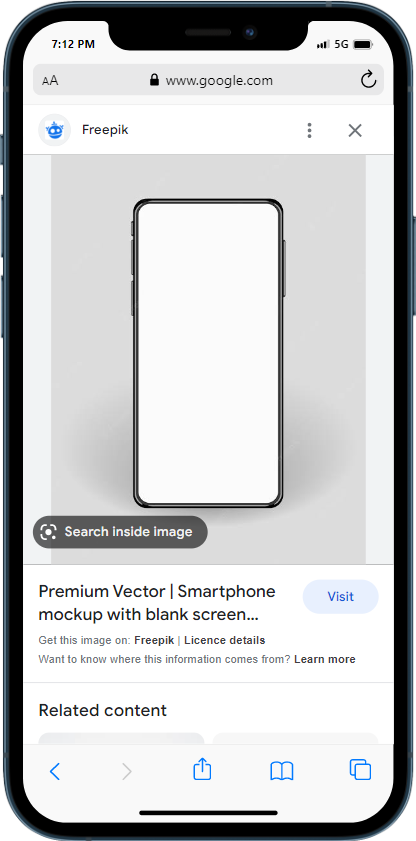 7:12 PM
5G
AA
www.google.com
Freepik
Search inside image
Premium Vector | Smartphone
mockup with blank screen...
Visit
Get this image on: Freepik | Licence details
Want to know where this information comes from? Learn more
Related content